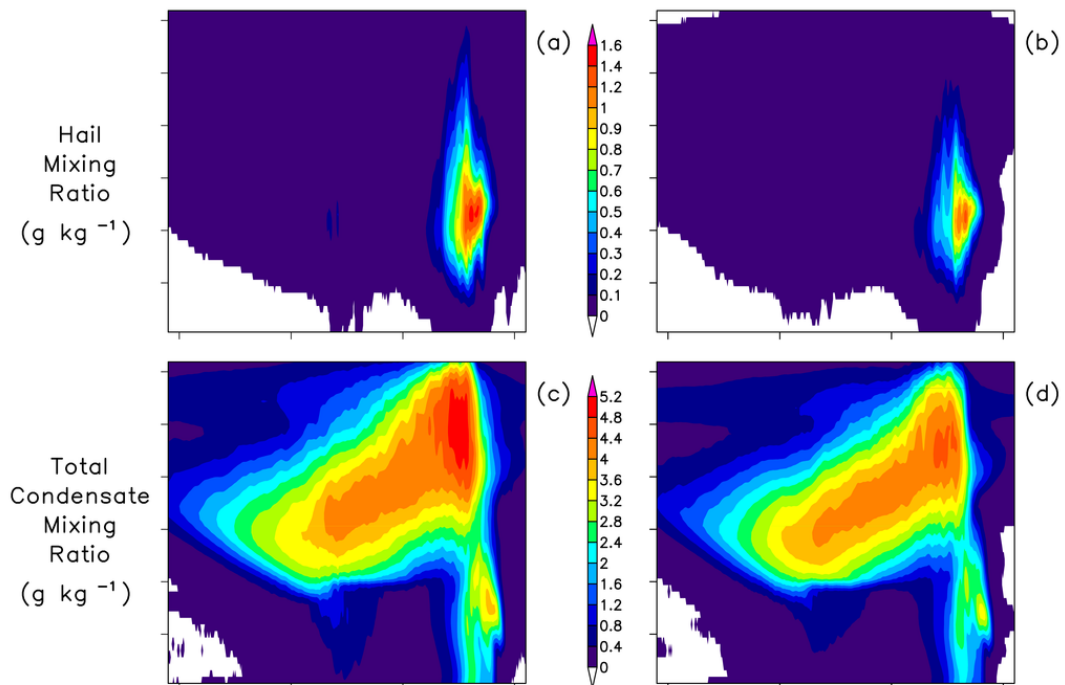 (a)
(b)
Hail
Mixing
Ratio
(g kg ⁻¹)
1.6
1.4
1.2
1
0.9
0.8
0.7
0.6
0.5
0.4
0.3
0.2
0.1
0
(c)
(d)
Total
Condensate
Mixing
Ratio
(g kg ⁻¹)
5.2
4.8
4.4
4
3.6
3.2
2.8
2.4
2
1.6
1.2
0.8
0.4
0